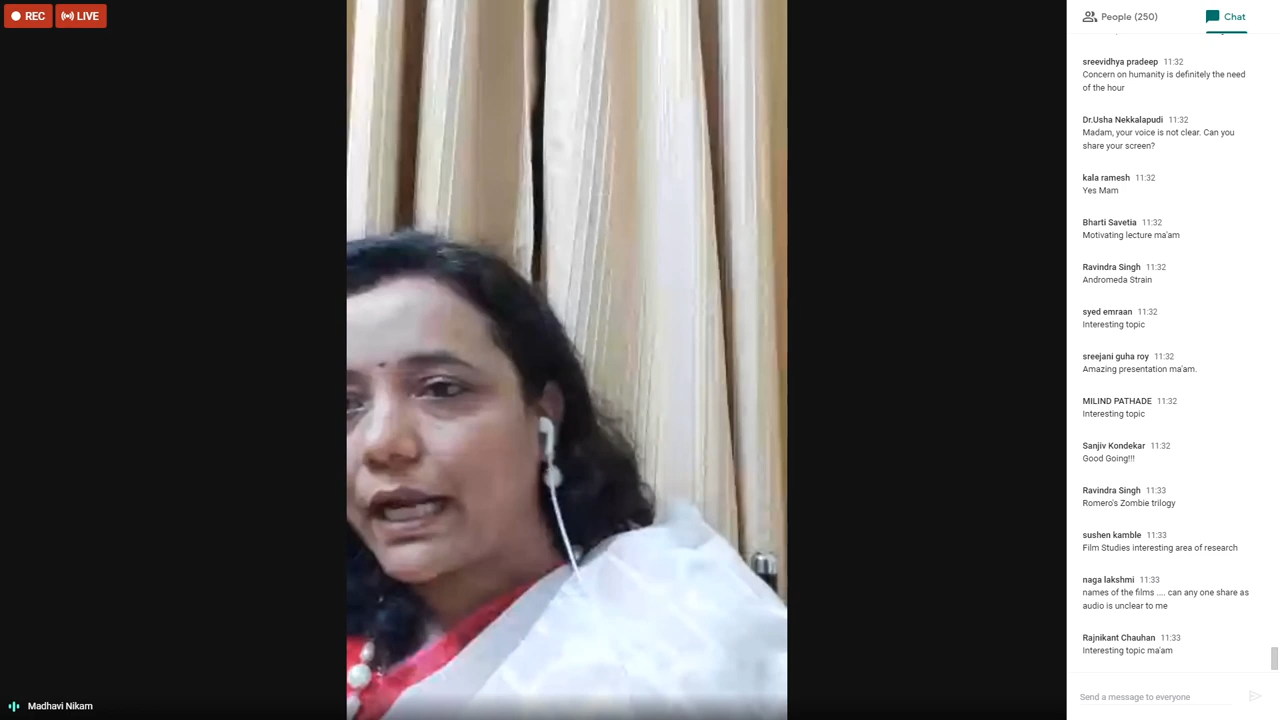 REC
LIVE
People (250)
Chat
sreevidhya pradeep 11:32
Concern on humanity is definitely the need
of the hour
Dr.Usha Nekkalapudi 11:32
Madam, your voice is not clear. Can you
share your screen?
kala ramesh 11:32
Yes Mam
Bharti Savetia 11:32
Motivating lecture ma'am
Ravindra Singh 11:32
Andromeda Strain
syed emraan 11:32
Interesting topic
sreejani guha roy 11:32
Amazing presentation ma'am.
MILIND PATHADE 11:32
Interesting topic
Sanjiv Kondekar 11:32
Good Going!!!
Ravindra Singh 11:33
Romero's Zombie trilogy
sushen kamble 11:33
Film Studies interesting area of research
naga lakshmi 11:33
names of the films .... can any one share as
audio is unclear to me
Rajnikant Chauhan 11:33
Interesting topic ma'am
Send a message to everyone
Madhavi Nikam